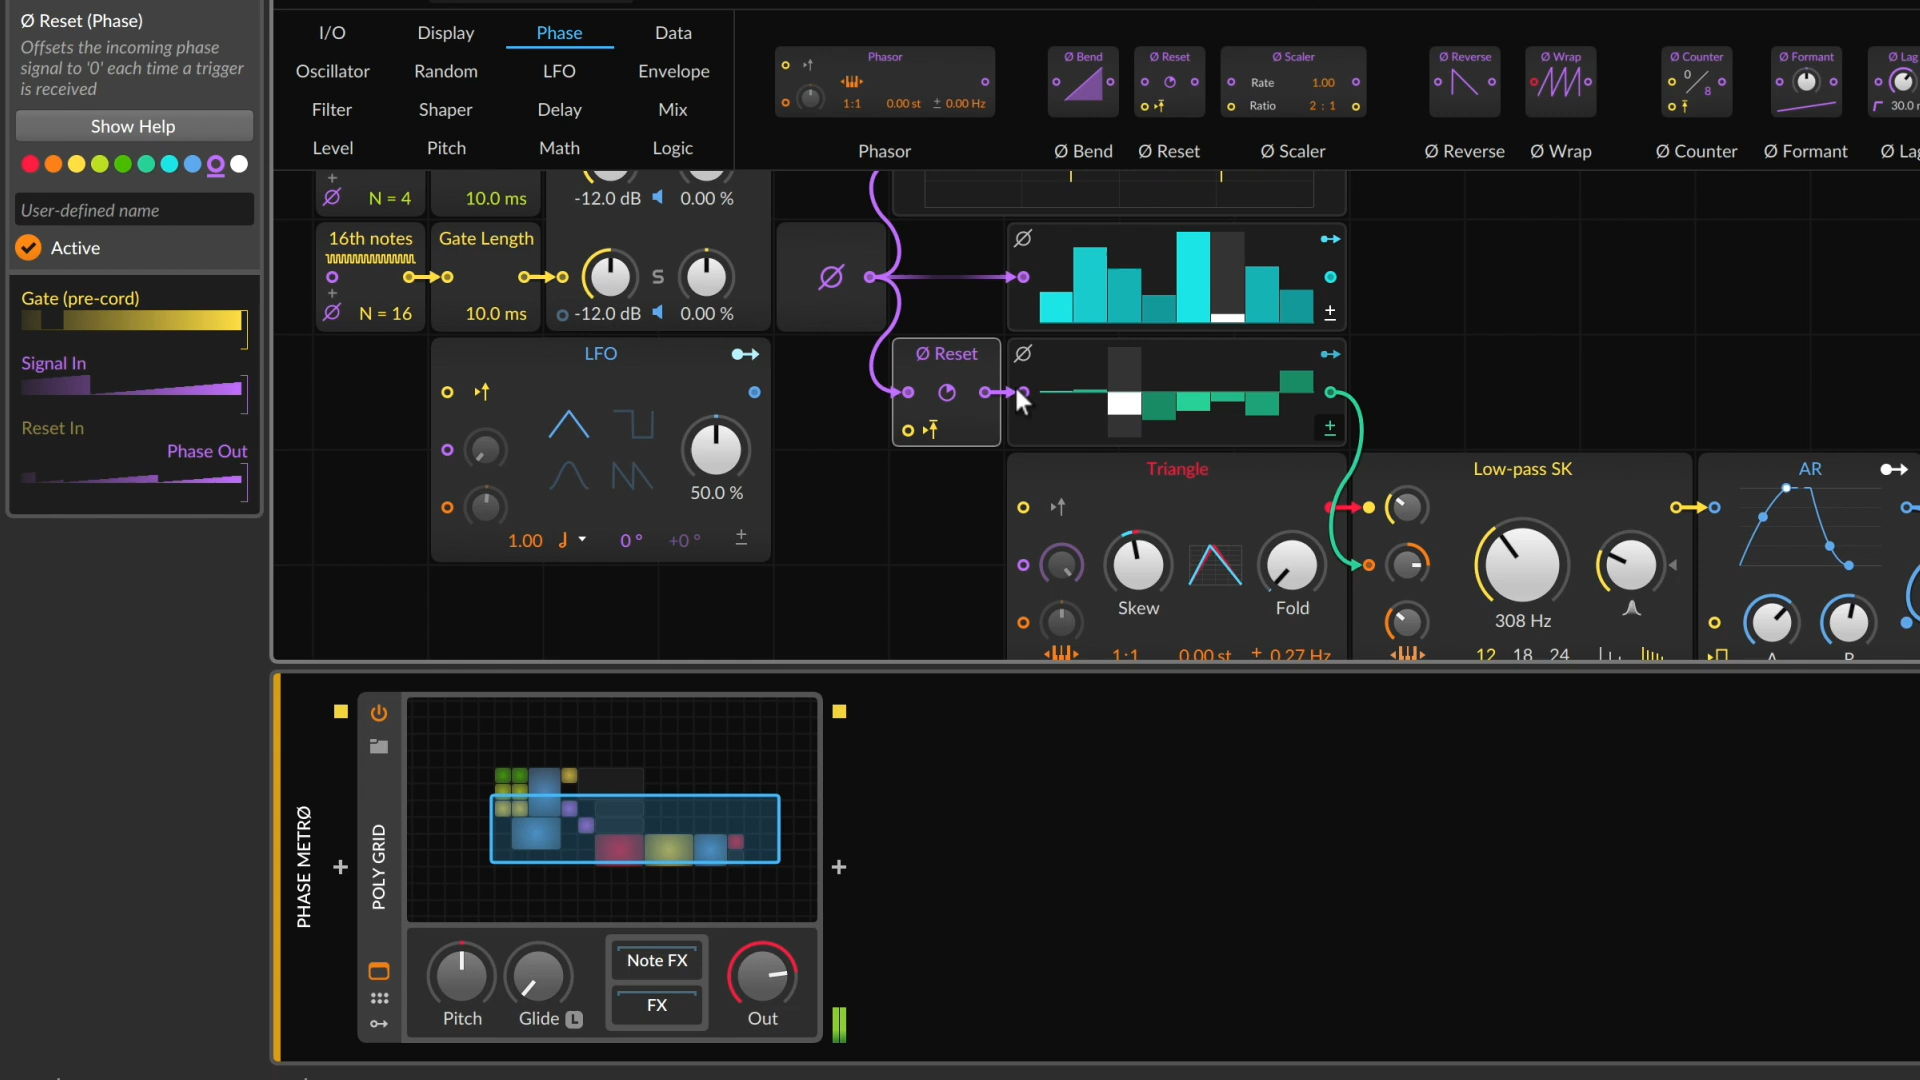 Ø Reset (Phase)
Offsets the incoming phase
signal to '0' each time a trigger
is received
Show Help
User-defined name
Active
Gate (pre-cord)
Signal In
Reset In
Phase Out
I/O Display Phase Data
Oscillator Random LFO Envelope
Filter Shaper Delay Mix
Level Pitch Math Logic
Phasor
1:1 0.00 st ± 0.00 Hz
Ø Bend
Ø Reset
Ø Scaler
Rate 1.00
Ratio 2 : 1
Ø Reverse
Ø Wrap
Ø Counter
0
8
Ø Formant
Ø Lag
30.0
Phasor Ø Bend Ø Reset Ø Scaler Ø Reverse Ø Wrap Ø Counter Ø Formant
Ø N = 4 10.0 ms -12.0 dB 0.00 %
16th notes Gate Length
S
Ø N = 16 10.0 ms -12.0 dB 0.00 %
Ø
Ø
LFO
50.0 %
1.00 0 ° +0 ° ±
Ø Reset
Ø
±
±
Triangle
Skew Fold
1:1 0.00 st ± 0.27 Hz
Low-pass SK
308 Hz
12 18 24
AR
A R
PHASE METRØ
POLY GRID
Note FX
FX
Pitch Glide L Out